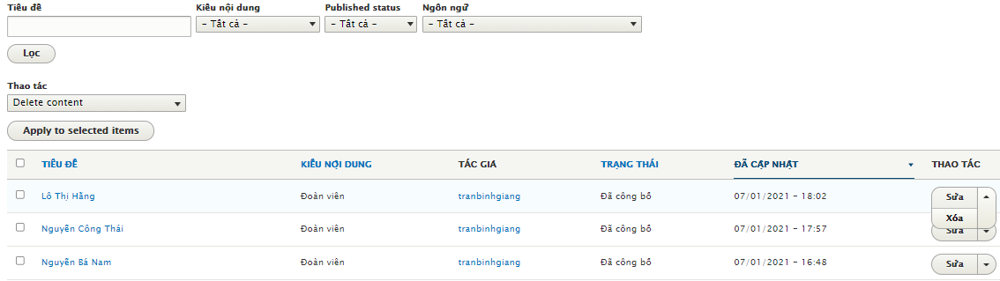 Tiêu đề Kiểu nội dung Published status Ngôn ngữ
- Tất cả - - Tất cả - - Tất cả -
Lọc
Thao tác
Delete content
Apply to selected items
TIÊU ĐỀ KIỂU NỘI DUNG TÁC GIẢ TRẠNG THÁI ĐÃ CẬP NHẬT THAO TÁC
Lô Thị Hằng Đoàn viên tranbinhgiang Đã công bố 07/01/2021 - 18:02 Sửa
Xóa
Nguyễn Công Thái Đoàn viên tranbinhgiang Đã công bố 07/01/2021 - 17:57 Sửa
Nguyễn Bá Nam Đoàn viên tranbinhgiang Đã công bố 07/01/2021 - 16:48 Sửa